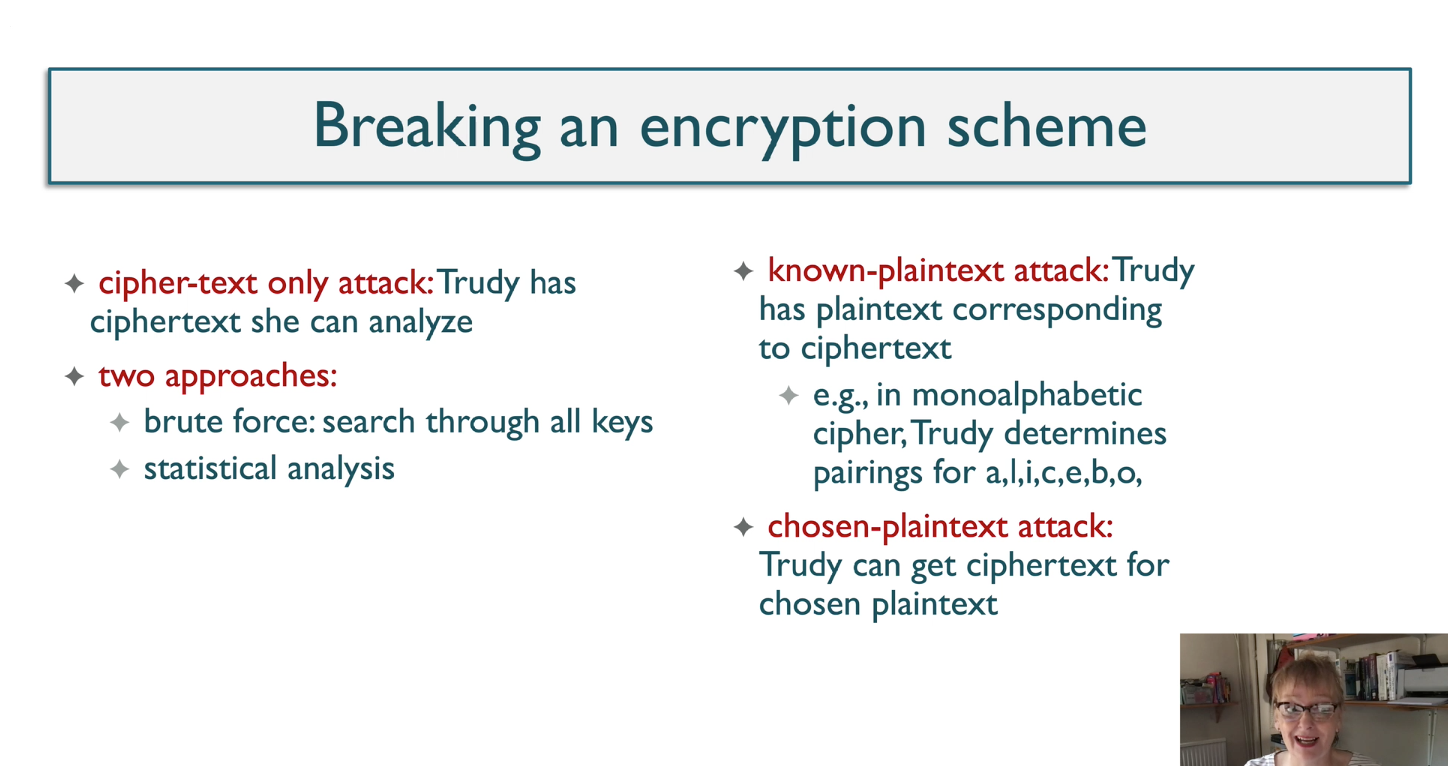 Breaking an encryption scheme
cipher-text only attack: Trudy has
ciphertext she can analyze
two approaches:
brute force: search through all keys
statistical analysis
known-plaintext attack: Trudy
has plaintext corresponding
to ciphertext
e.g., in monoalphabetic
cipher, Trudy determines
pairings for a,l,i,c,e,b,o,
chosen-plaintext attack:
Trudy can get ciphertext for
chosen plaintext